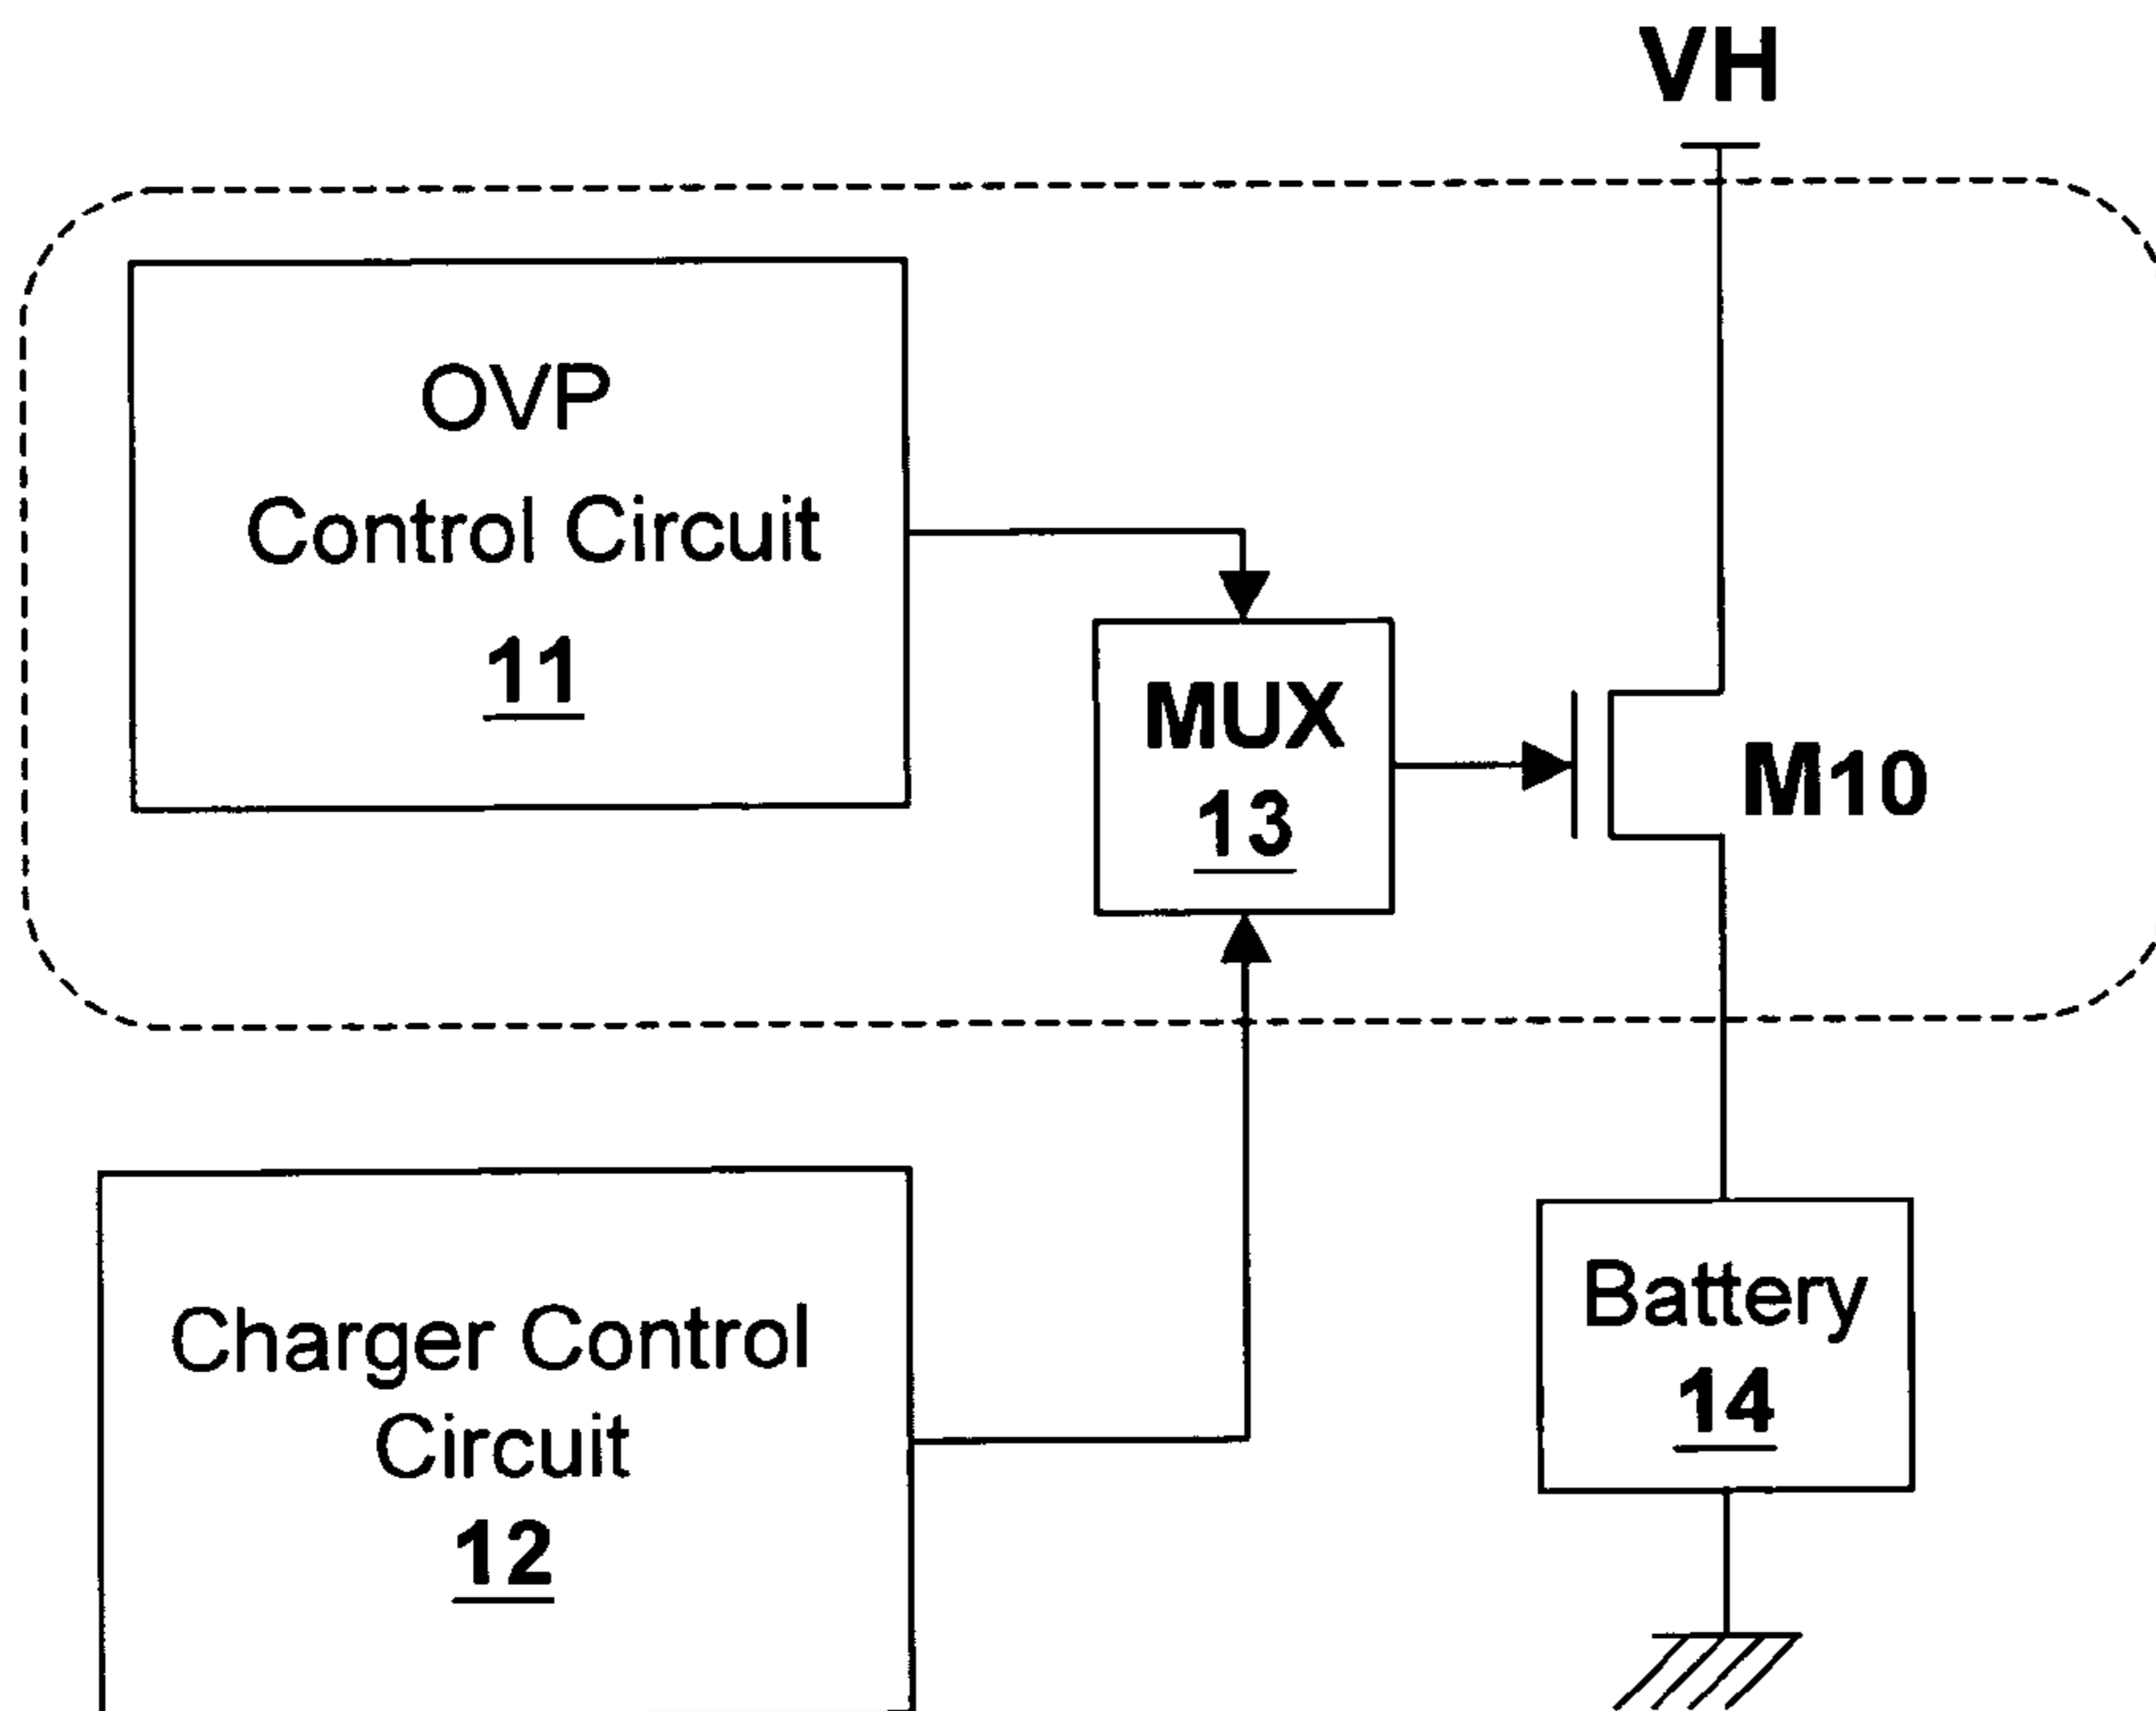 VH
OVP
Control Circuit
11
MUX
13
M10
Charger Control
Circuit
12
Battery
14